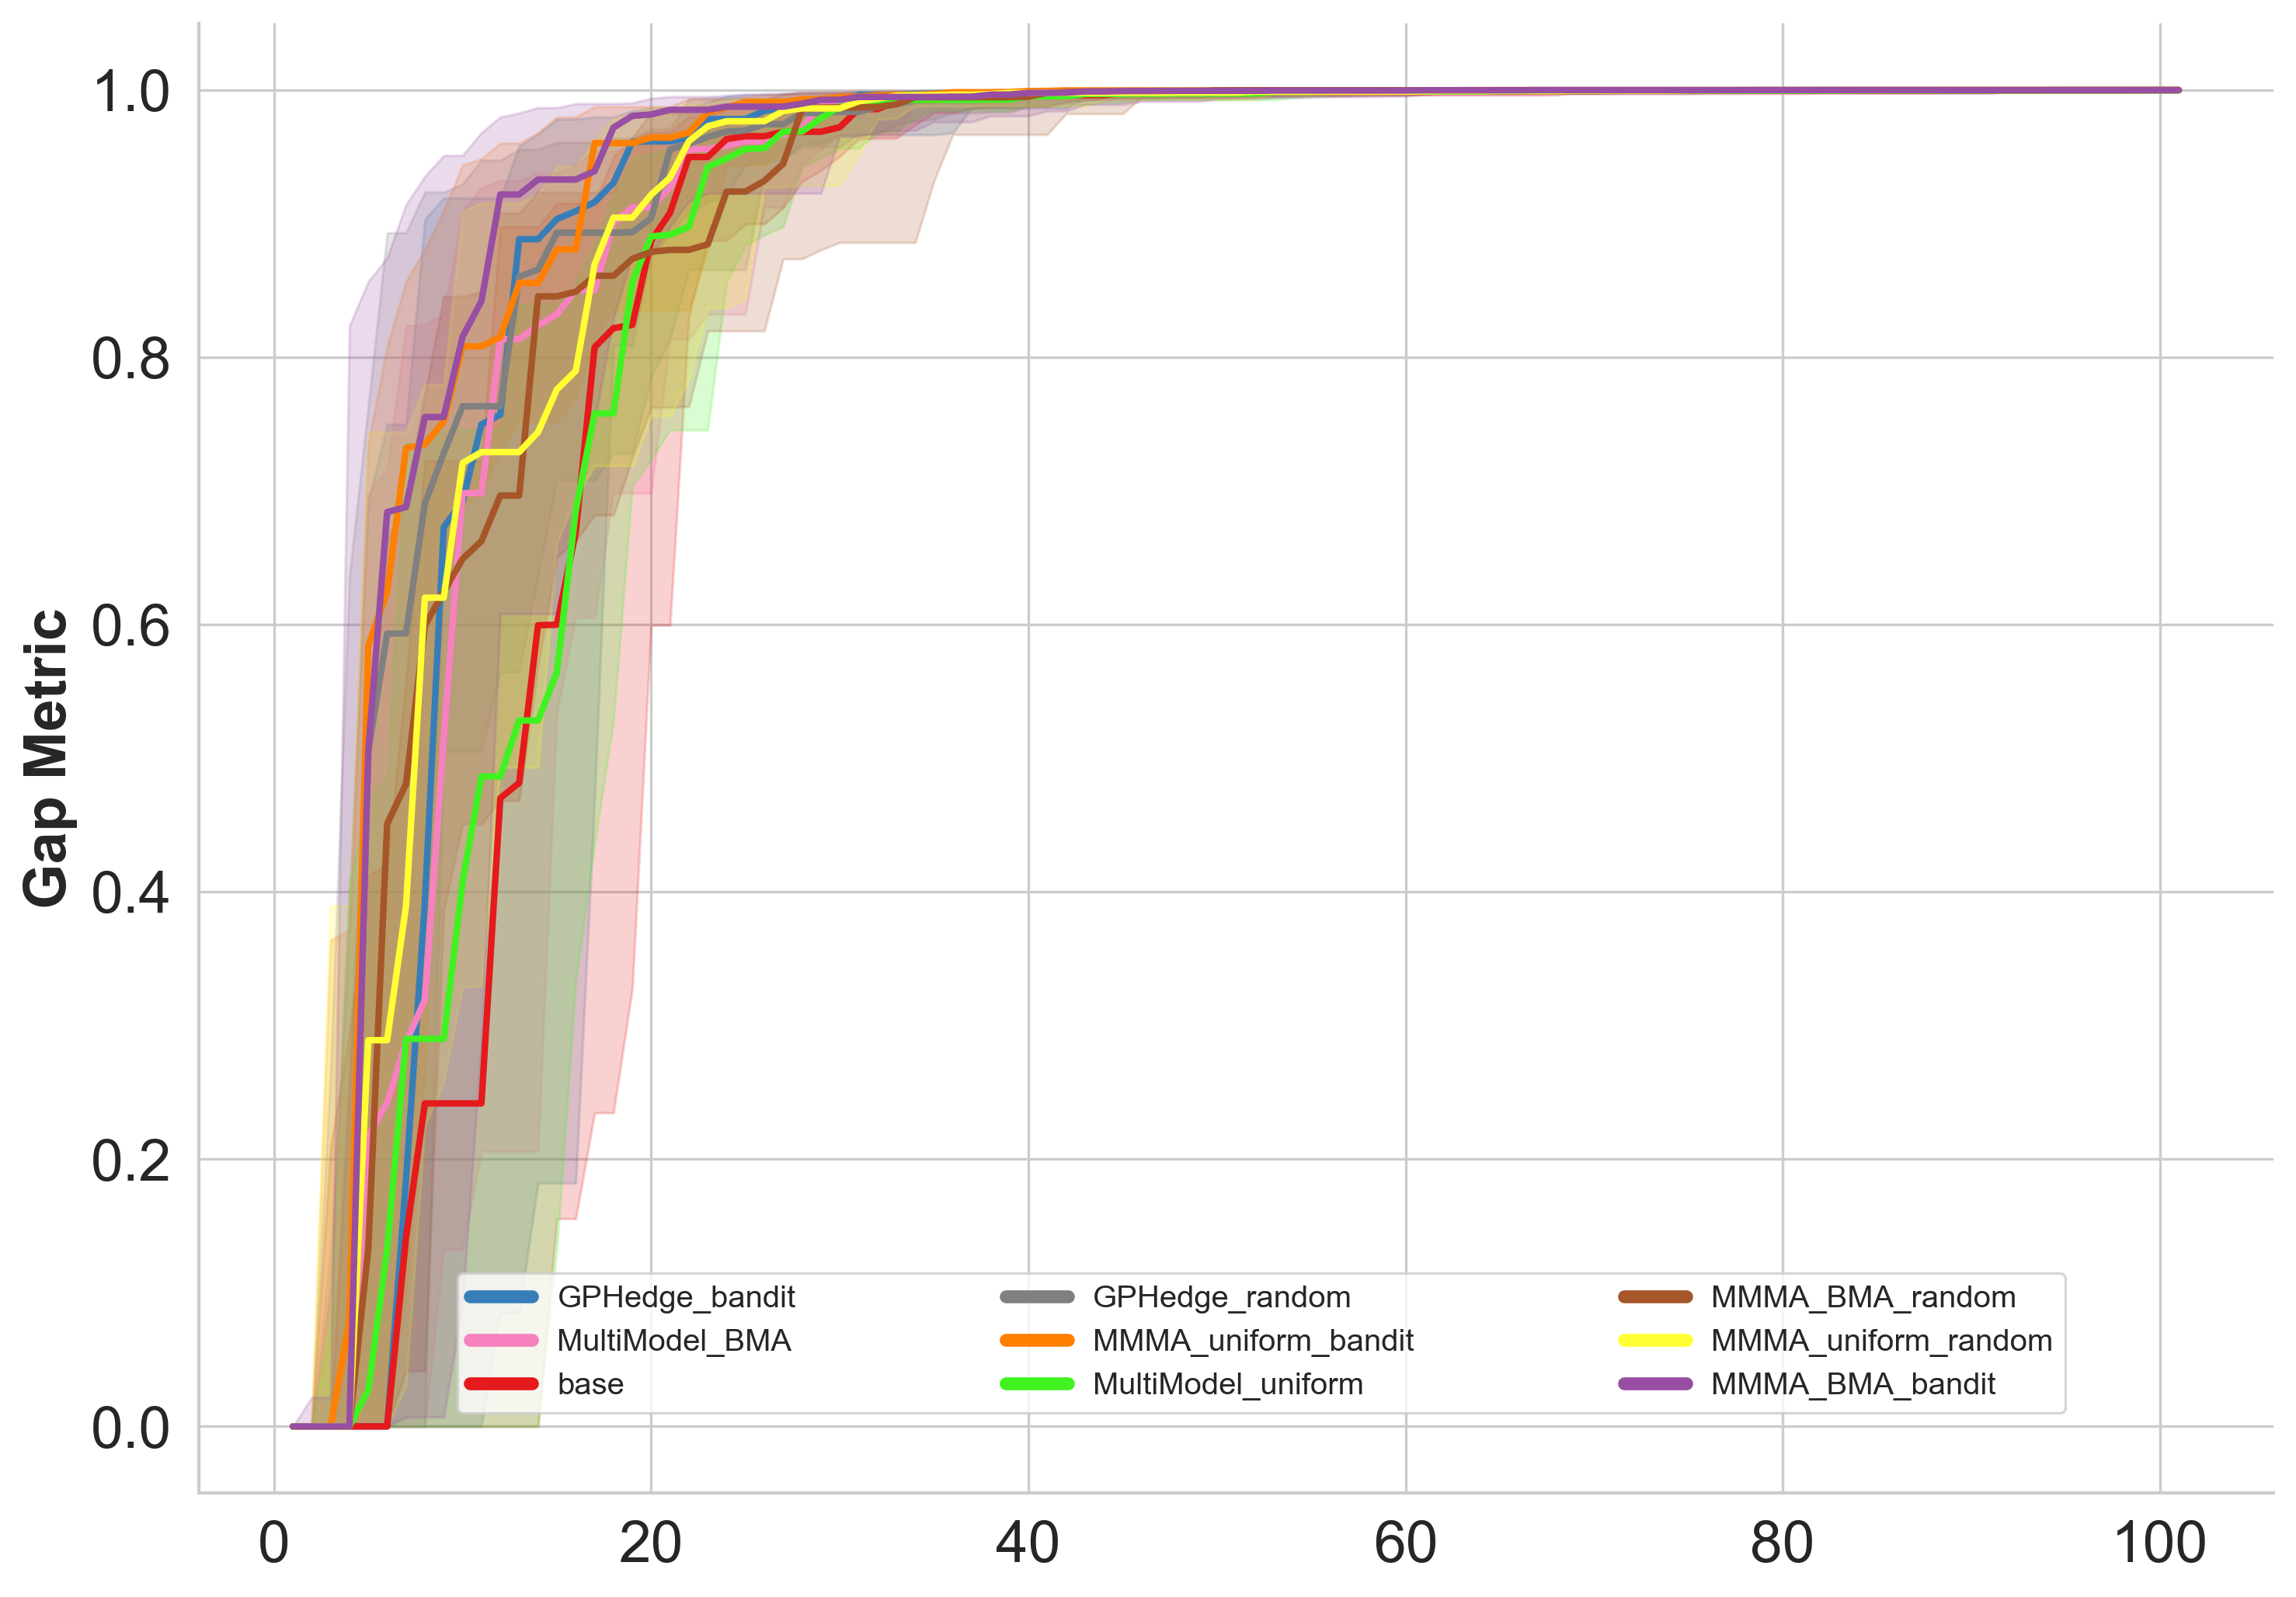 1.0
0.8
0.6
0.4
0.2
0.0
Gap Metric
GPHedge_bandit
MultiModel_BMA
base
GPHedge_random
MMMA_uniform_bandit
MultiModel_uniform
MMMA_BMA_random
MMMA_uniform_random
MMMA_BMA_bandit
0 20 40 60 80 100